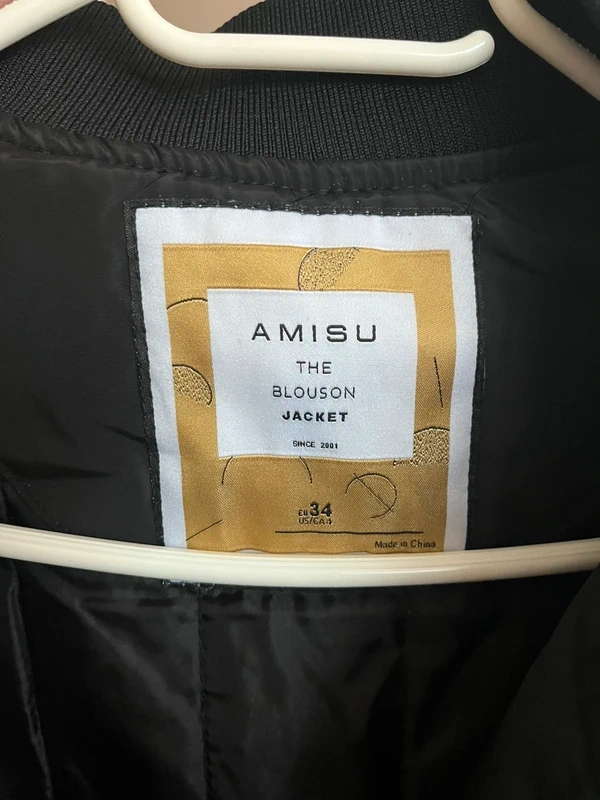 AMISU
THE
BLOUSON
JACKET
SINCE 2001
EU 34
US/CA 4
Made in China